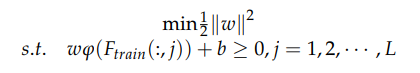 min½‖w‖²
s.t. wφ(F_train(:,j)) + b ≥ 0, j = 1, 2, ⋯ , L